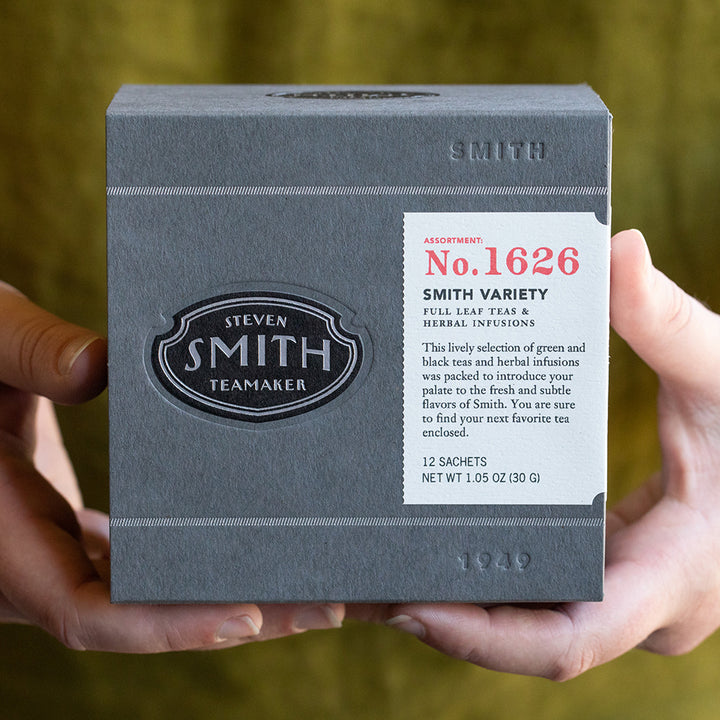 SMITH
ASSORTMENT:
No. 1626
SMITH VARIETY
FULL LEAF TEAS &
HERBAL INFUSIONS
This lively selection of green and
black teas and herbal infusions
was packed to introduce your
palate to the fresh and subtle
flavors of Smith. You are sure
to find your next favorite tea
enclosed.
12 SACHETS
NET WT 1.05 OZ (30 G)
STEVEN
SMITH
TEAMAKER
1949